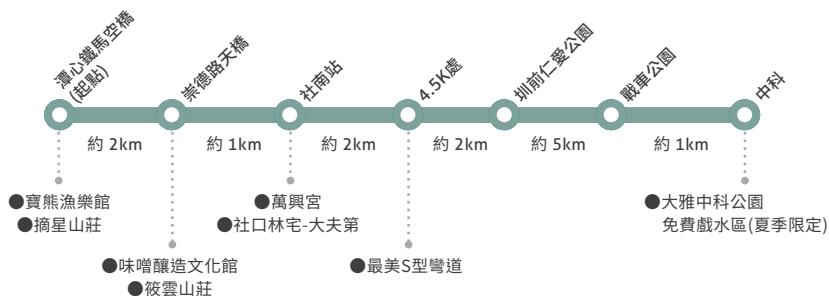 潭心鐵馬空橋
(起點)
崇德路天橋
社南站
4.5K處
圳前仁愛公園
戰車公園
中科
約 2km
約 1km
約 2km
約 2km
約 5km
約 1km
●寶熊漁樂館
●摘星山莊
●味噌釀造文化館
●筱雲山莊
●萬興宮
●社口林宅-大夫第
●最美S型彎道
●大雅中科公園
免費戲水區(夏季限定)